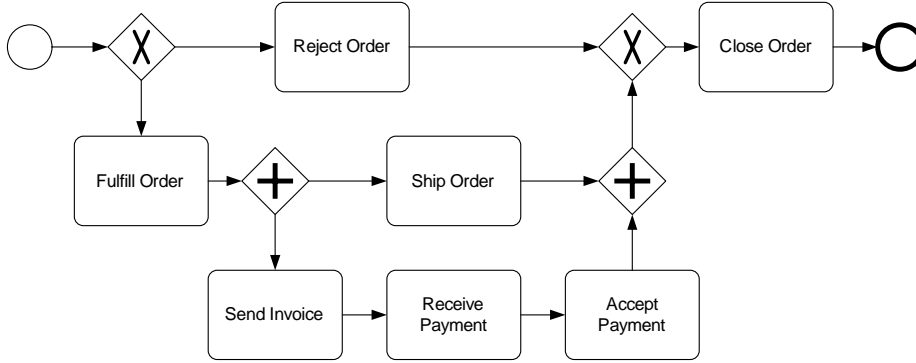 Reject Order
Close Order
Fulfill Order
Ship Order
Send Invoice
Receive
Payment
Accept
Payment